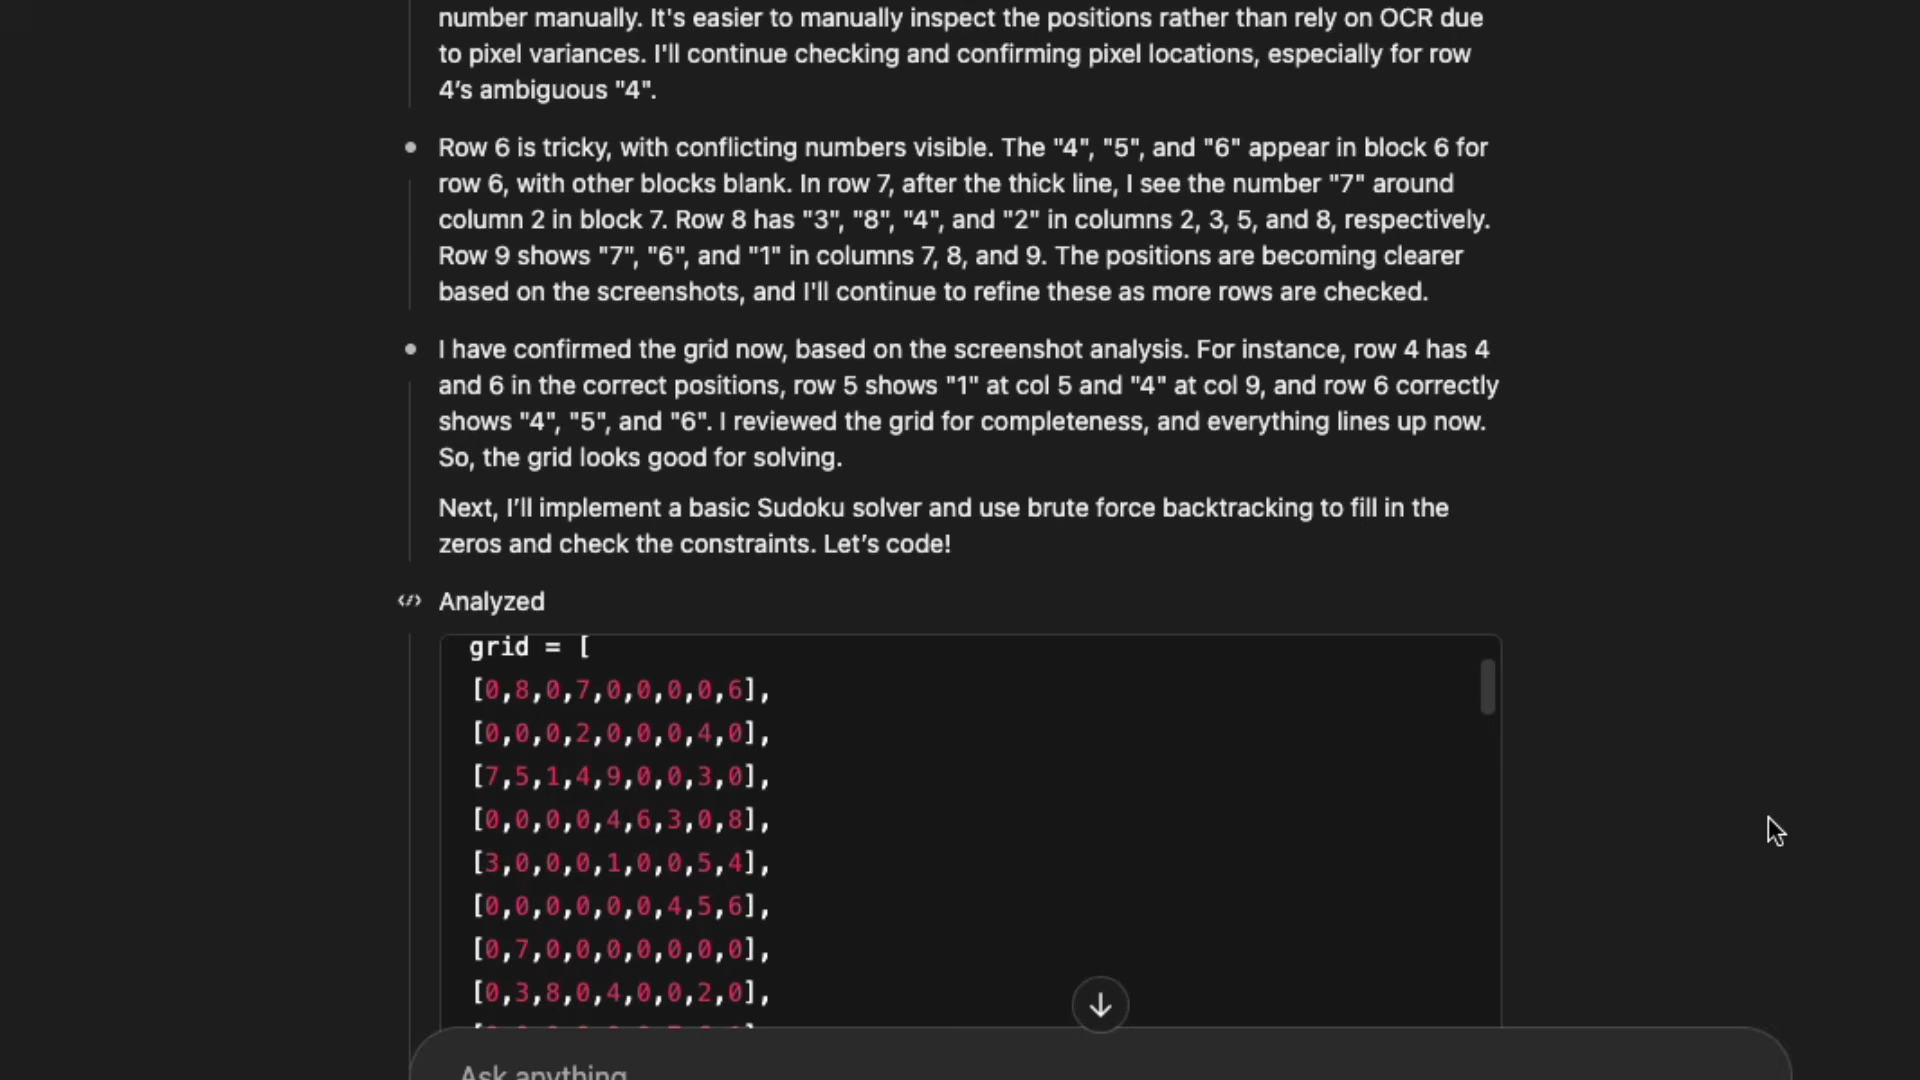 number manually. It's easier to manually inspect the positions rather than rely on OCR due
to pixel variances. I'll continue checking and confirming pixel locations, especially for row
4’s ambiguous "4".
Row 6 is tricky, with conflicting numbers visible. The "4", "5", and "6" appear in block 6 for
row 6, with other blocks blank. In row 7, after the thick line, I see the number "7" around
column 2 in block 7. Row 8 has "3", "8", "4", and "2" in columns 2, 3, 5, and 8, respectively.
Row 9 shows "7", "6", and "1" in columns 7, 8, and 9. The positions are becoming clearer
based on the screenshots, and I'll continue to refine these as more rows are checked.
I have confirmed the grid now, based on the screenshot analysis. For instance, row 4 has 4
and 6 in the correct positions, row 5 shows "1" at col 5 and "4" at col 9, and row 6 correctly
shows "4", "5", and "6". I reviewed the grid for completeness, and everything lines up now.
So, the grid looks good for solving.
Next, I’ll implement a basic Sudoku solver and use brute force backtracking to fill in the
zeros and check the constraints. Let’s code!
Analyzed
grid = [
[0,8,0,7,0,0,0,0,6],
[0,0,0,2,0,0,0,4,0],
[7,5,1,4,9,0,0,3,0],
[0,0,0,0,4,6,3,0,8],
[3,0,0,0,1,0,0,5,4],
[0,0,0,0,0,0,4,5,6],
[0,7,0,0,0,0,0,0,0],
[0,3,8,0,4,0,0,2,0],
Ask anything